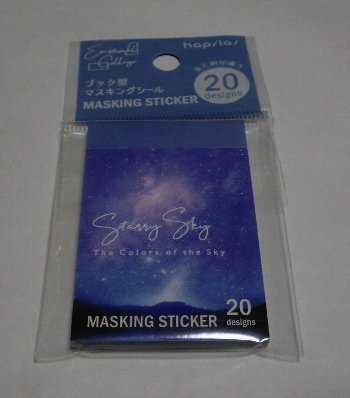 hapilas
ブック型
マスキングシール
MASKING STICKER
20
designs
Starry Sky
The Colors of the Sky
MASKING STICKER
20
designs